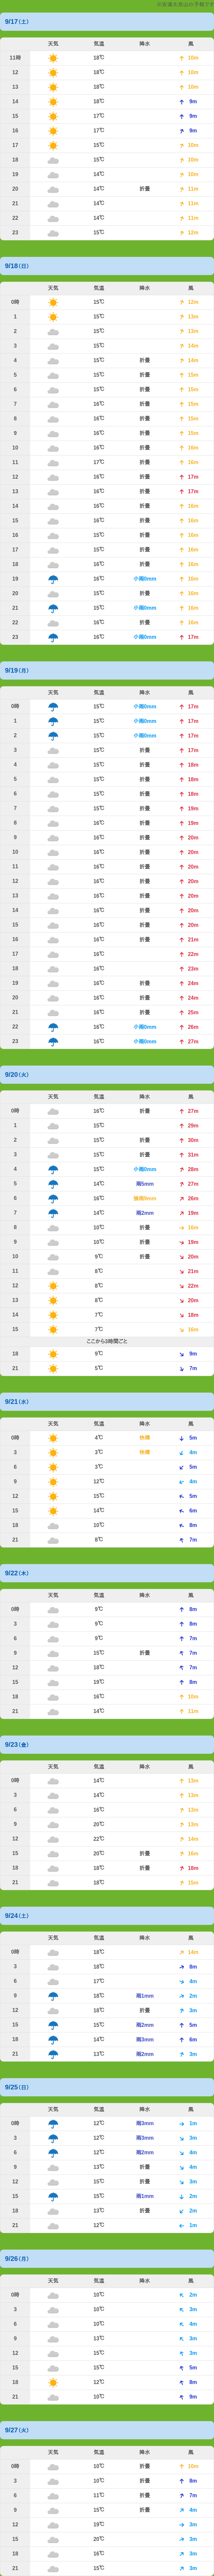 9/17(土)
天気 気温 降水 風
11時 18℃ 10m
12 18℃ 10m
13 18℃ 10m
14 18℃ 9m
15 17℃ 9m
16 17℃ 9m
17 15℃ 10m
18 15℃ 10m
19 14℃ 10m
20 14℃ 折畳 11m
21 14℃ 11m
22 14℃ 11m
23 15℃ 12m
9/18(日)
天気 気温 降水 風
0時 15℃ 12m
1 15℃ 13m
2 15℃ 13m
3 15℃ 14m
4 15℃ 折畳 14m
5 15℃ 折畳 15m
6 15℃ 折畳 15m
7 16℃ 折畳 15m
8 16℃ 折畳 15m
9 16℃ 折畳 15m
10 16℃ 折畳 16m
11 17℃ 折畳 16m
12 16℃ 折畳 17m
13 16℃ 折畳 17m
14 16℃ 折畳 16m
15 16℃ 折畳 16m
16 15℃ 折畳 16m
17 15℃ 折畳 16m
18 16℃ 折畳 16m
19 16℃ 小雨0mm 16m
20 15℃ 折畳 16m
21 15℃ 小雨0mm 16m
22 16℃ 折畳 16m
23 16℃ 小雨0mm 17m
9/19(月)
天気 気温 降水 風
0時 15℃ 小雨0mm 17m
1 15℃ 小雨0mm 17m
2 15℃ 小雨0mm 17m
3 15℃ 折畳 17m
4 15℃ 折畳 18m
5 15℃ 折畳 18m
6 15℃ 折畳 18m
7 15℃ 折畳 19m
8 16℃ 折畳 19m
9 16℃ 折畳 20m
10 16℃ 折畳 20m
11 16℃ 折畳 20m
12 16℃ 折畳 20m
13 16℃ 折畳 20m
14 16℃ 折畳 20m
15 16℃ 折畳 20m
16 16℃ 折畳 21m
17 16℃ 22m
18 16℃ 23m
19 16℃ 折畳 24m
20 16℃ 折畳 24m
21 16℃ 折畳 25m
22 16℃ 小雨0mm 26m
23 16℃ 小雨0mm 27m
9/20(火)
天気 気温 降水 風
0時 16℃ 折畳 27m
1 15℃ 29m
2 15℃ 折畳 30m
3 15℃ 折畳 31m
4 15℃ 小雨0mm 28m
5 14℃ 雨5mm 27m
6 16℃ 強雨9mm 26m
7 14℃ 雨2mm 19m
8 10℃ 折畳 16m
9 10℃ 折畳 19m
10 9℃ 折畳 20m
11 8℃ 21m
12 8℃ 22m
13 8℃ 20m
14 7℃ 18m
15 7℃ 16m
ここから3時間ごと
18 9℃ 9m
21 5℃ 7m
9/21(水)
天気 気温 降水 風
0時 4℃ 5m
3 3℃ 4m
6 3℃ 5m
9 12℃ 4m
12 15℃ 5m
15 14℃ 6m
18 10℃ 8m
21 8℃ 7m
9/22(木)
天気 気温 降水 風
0時 9℃ 8m
3 9℃ 8m
6 9℃ 7m
9 15℃ 折畳 7m
12 18℃ 7m
15 19℃ 8m
18 16℃ 10m
21 14℃ 11m
9/23(金)
天気 気温 降水 風
0時 14℃ 13m
3 14℃ 13m
6 16℃ 13m
9 20℃ 13m
12 22℃ 14m
15 20℃ 折畳 16m
18 18℃ 折畳 18m
21 18℃ 15m
9/24(土)
天気 気温 降水 風
0時 18℃ 14m
3 18℃ 8m
6 17℃ 4m
9 18℃ 雨1mm 2m
12 18℃ 折畳 3m
15 15℃ 雨2mm 5m
18 14℃ 雨3mm 6m
21 13℃ 雨2mm 3m
9/25(日)
天気 気温 降水 風
0時 12℃ 雨3mm 1m
3 12℃ 雨3mm 3m
6 12℃ 雨2mm 4m
9 13℃ 折畳 4m
12 15℃ 折畳 3m
15 15℃ 雨1mm 2m
18 13℃ 折畳 2m
21 12℃ 1m
9/26(月)
天気 気温 降水 風
0時 10℃ 2m
3 10℃ 3m
6 10℃ 4m
9 13℃ 3m
12 15℃ 3m
15 15℃ 5m
18 12℃ 8m
21 10℃ 9m
9/27(火)
天気 気温 降水 風
0時 10℃ 折畳 10m
3 10℃ 折畳 8m
6 11℃ 折畳 7m
9 15℃ 折畳 4m
12 19℃ 3m
15 20℃ 3m
18 16℃ 3m
21 15℃ 3m